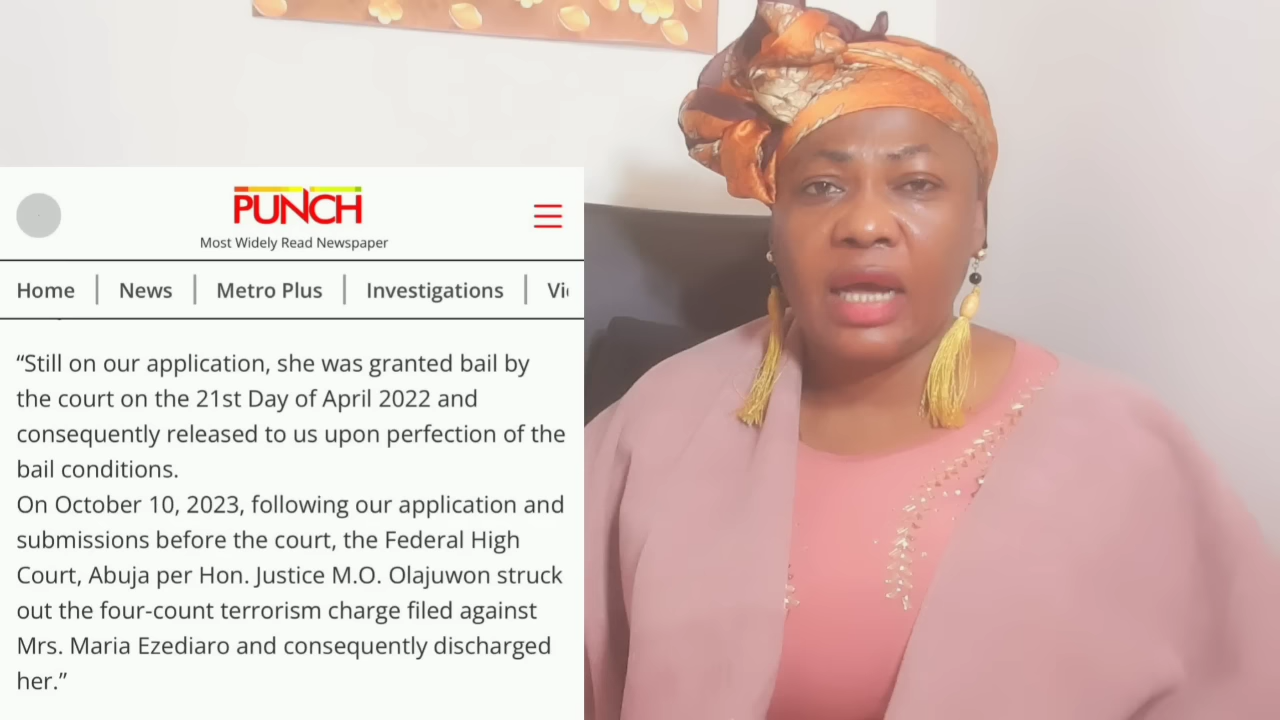 PUNCH
Most Widely Read Newspaper
Home | News | Metro Plus | Investigations |
“Still on our application, she was granted bail by
the court on the 21st Day of April 2022 and
consequently released to us upon perfection of the
bail conditions.
On October 10, 2023, following our application and
submissions before the court, the Federal High
Court, Abuja per Hon. Justice M.O. Olajuwon struck
out the four-count terrorism charge filed against
Mrs. Maria Ezediaro and consequently discharged
her.”